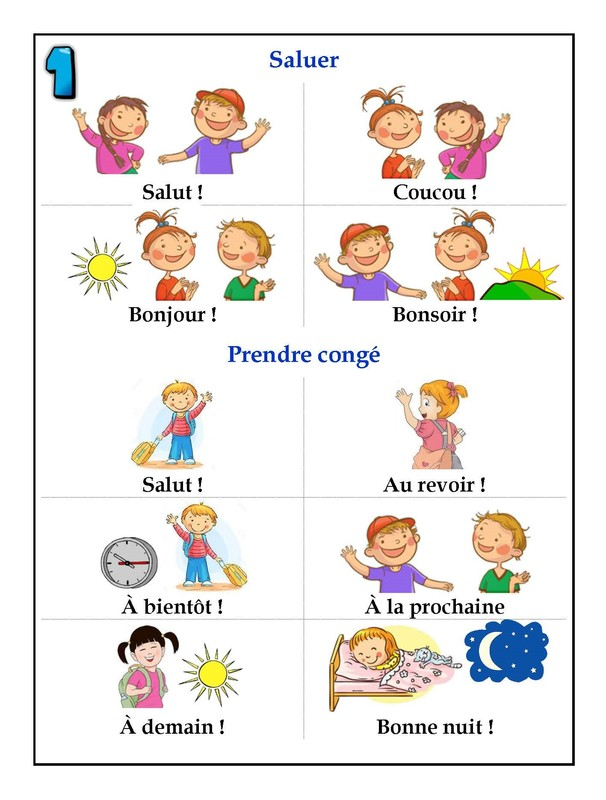 1
Saluer
Salut !
Coucou !
Bonjour !
Bonsoir !
Prendre congé
Salut !
Au revoir !
À bientôt !
À la prochaine
À demain !
Bonne nuit !